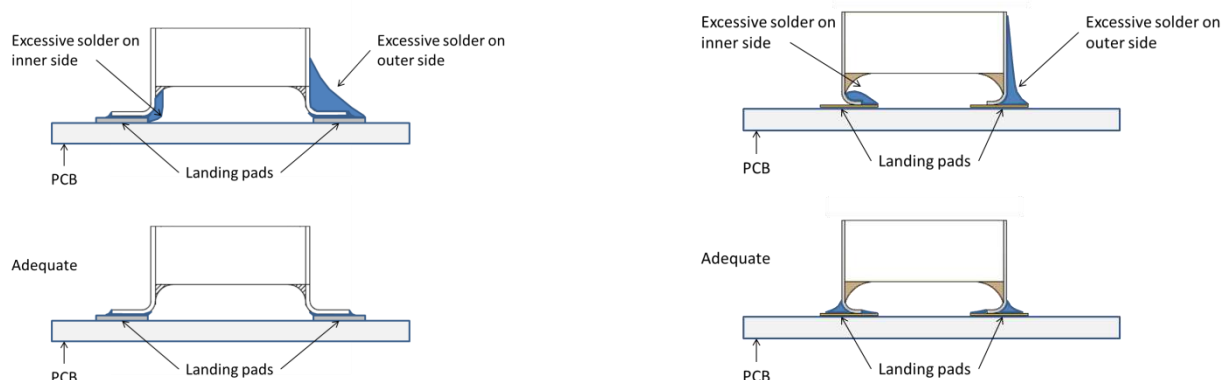 Excessive solder on
inner side
Excessive solder on
outer side
Landing pads
PCB
Adequate
Landing pads
PCB
Excessive solder on
inner side
Excessive solder on
outer side
Landing pads
PCB
Adequate
Landing pads
PCB